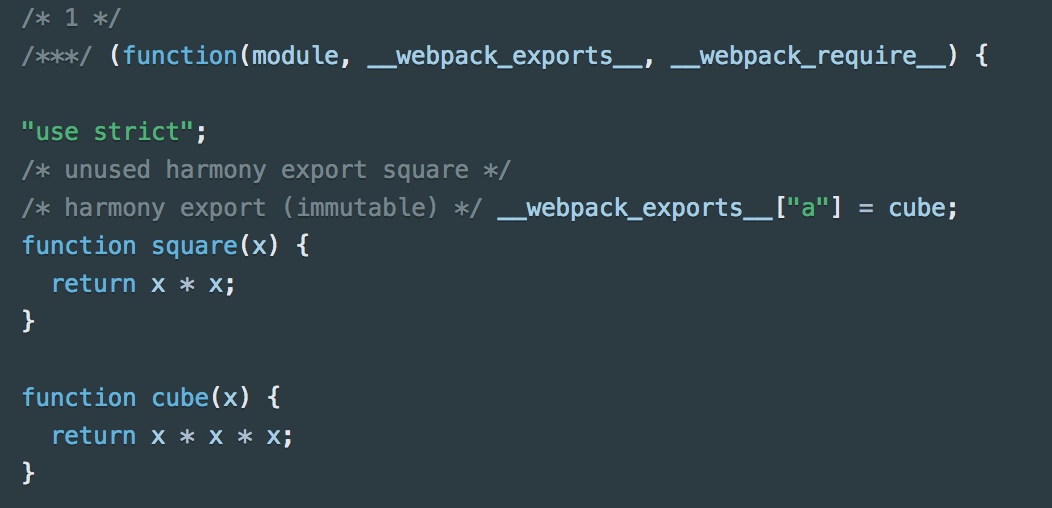 /* 1 */
/***/ (function(module, __webpack_exports__, __webpack_require__) {
"use strict";
/* unused harmony export square */
/* harmony export (immutable) */ __webpack_exports__["a"] = cube;
function square(x) {
  return x * x;
}
function cube(x) {
  return x * x * x;
}